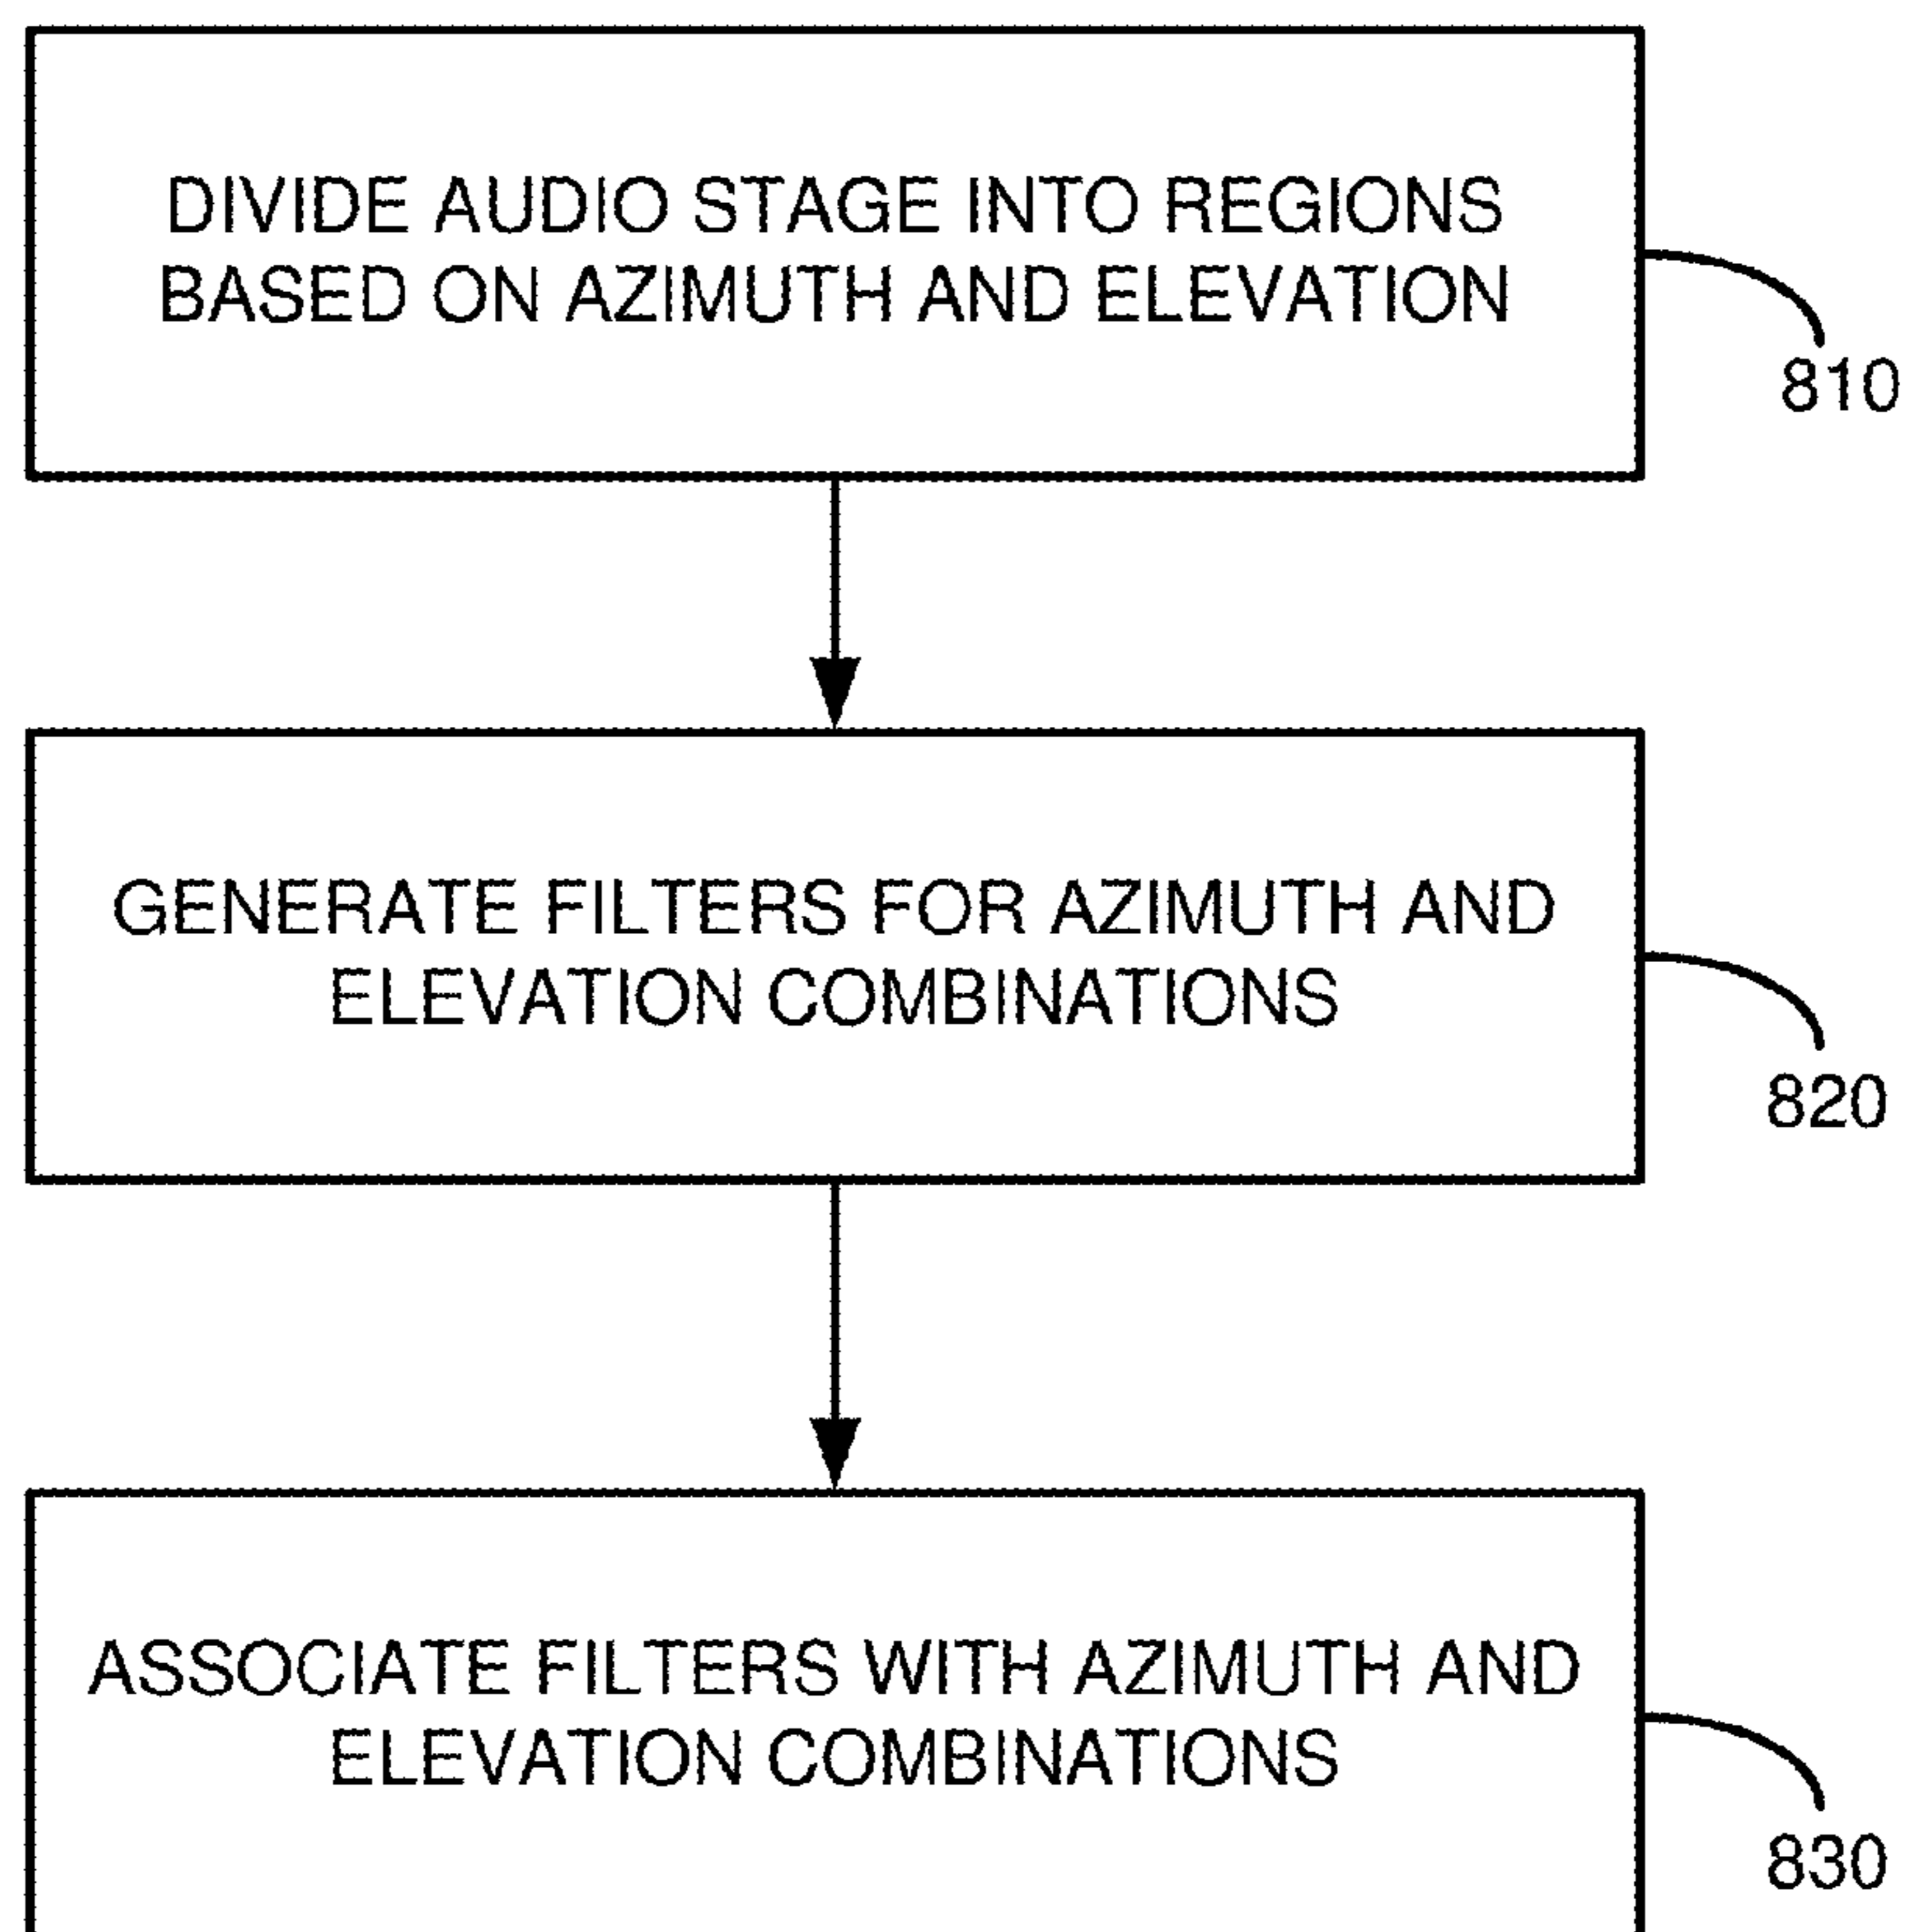 DIVIDE AUDIO STAGE INTO REGIONS
BASED ON AZIMUTH AND ELEVATION
810
GENERATE FILTERS FOR AZIMUTH AND
ELEVATION COMBINATIONS
820
ASSOCIATE FILTERS WITH AZIMUTH AND
ELEVATION COMBINATIONS
830